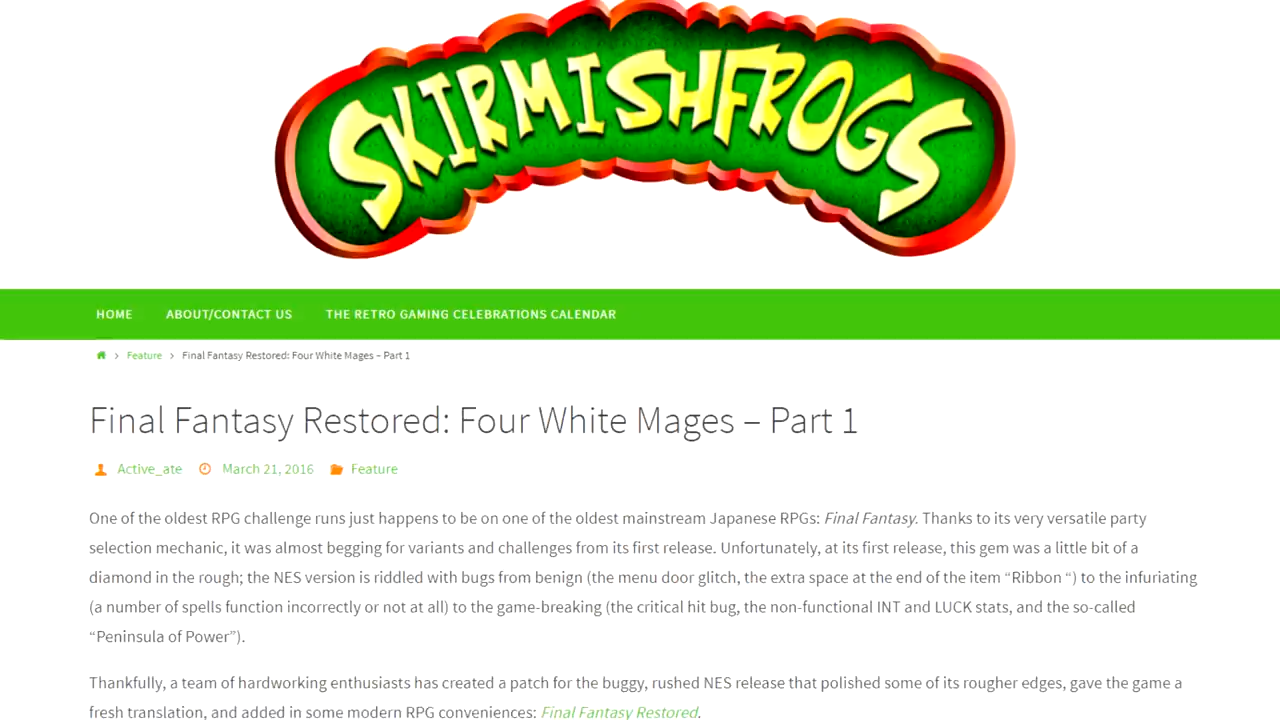 SKIRMISHFROGS
HOME ABOUT/CONTACT US THE RETRO GAMING CELEBRATIONS CALENDAR
Feature > Final Fantasy Restored: Four White Mages – Part 1
Final Fantasy Restored: Four White Mages – Part 1
Active_ate March 21, 2016 Feature
One of the oldest RPG challenge runs just happens to be on one of the oldest mainstream Japanese RPGs: Final Fantasy. Thanks to its very versatile party
selection mechanic, it was almost begging for variants and challenges from its first release. Unfortunately, at its first release, this gem was a little bit of a
diamond in the rough; the NES version is riddled with bugs from benign (the menu door glitch, the extra space at the end of the item “Ribbon “) to the infuriating
(a number of spells function incorrectly or not at all) to the game-breaking (the critical hit bug, the non-functional INT and LUCK stats, and the so-called
“Peninsula of Power”).
Thankfully, a team of hardworking enthusiasts has created a patch for the buggy, rushed NES release that polished some of its rougher edges, gave the game a
fresh translation, and added in some modern RPG conveniences: Final Fantasy Restored.